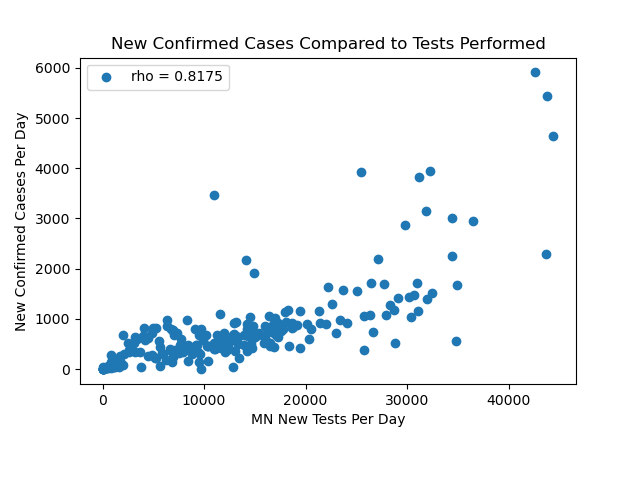 New Confirmed Cases Compared to Tests Performed
rho = 0.8175
6000
5000
4000
3000
2000
1000
0
New Confirmed Caeses Per Day
0 10000 20000 30000 40000
MN New Tests Per Day